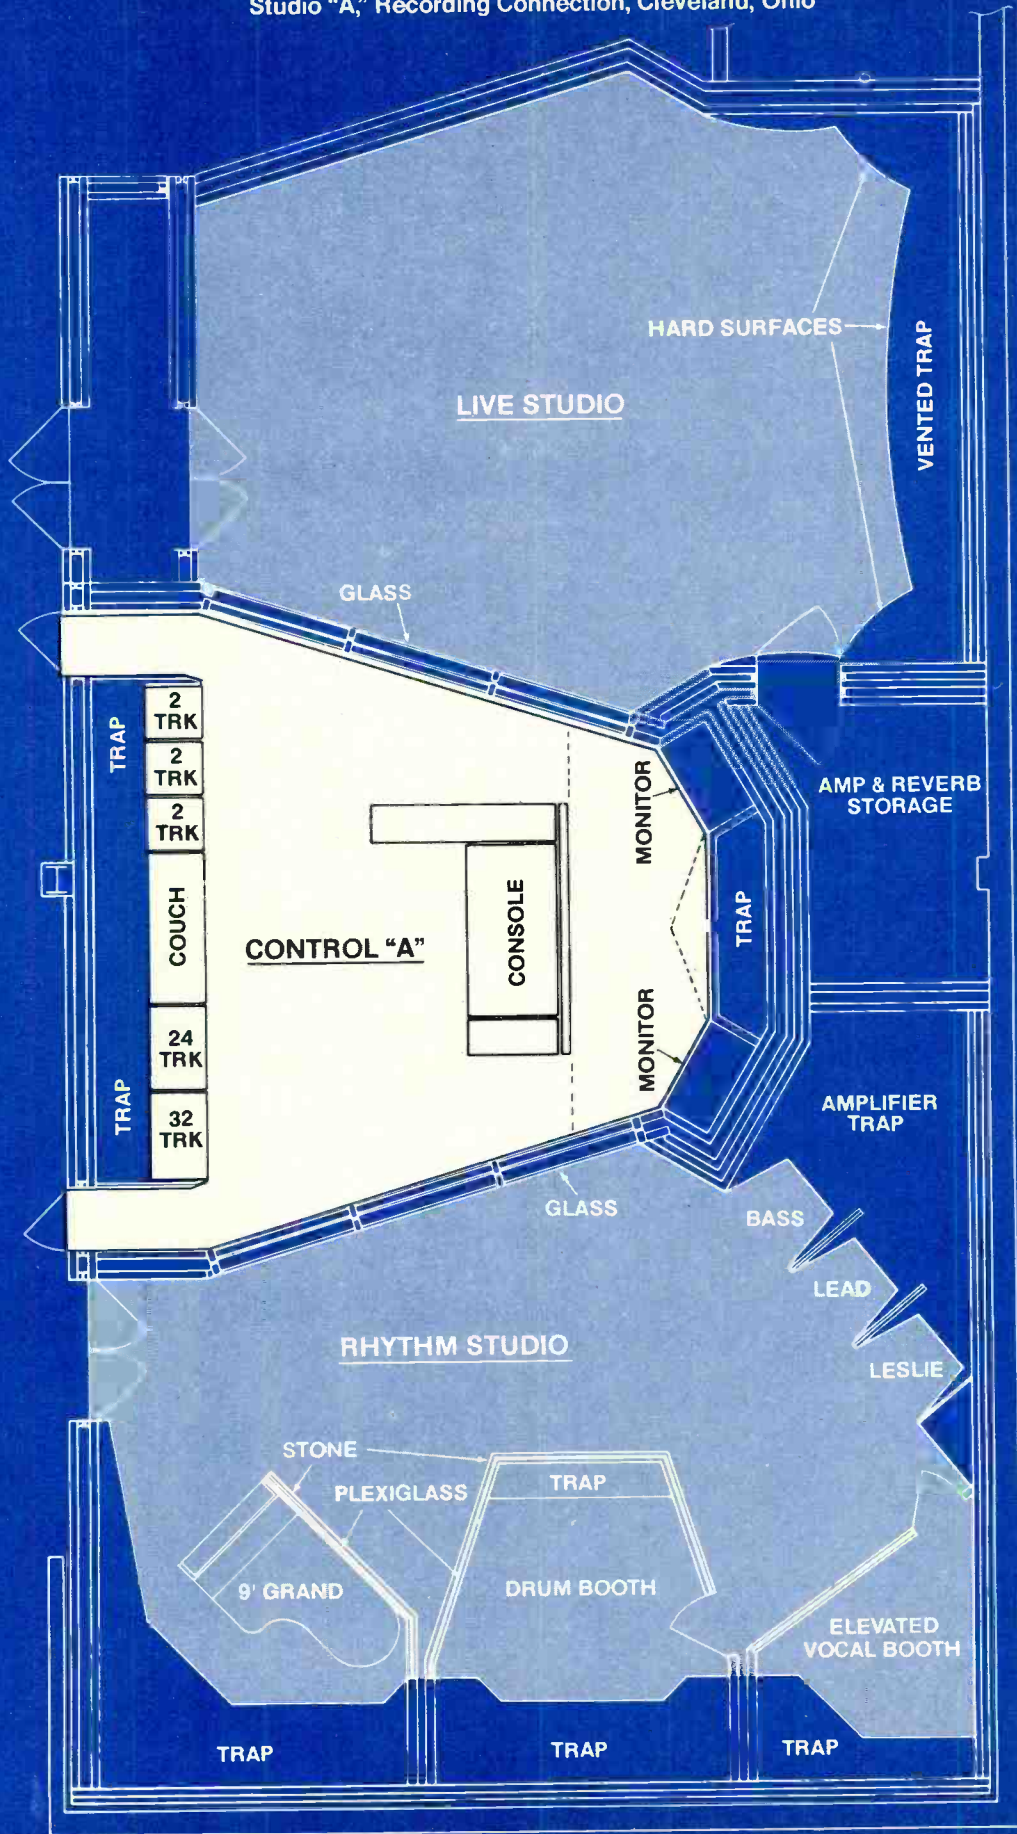 Studio "A," Recording Connection, Cleveland, Ohio
HARD SURFACES
VENTED TRAP
LIVE STUDIO
GLASS
TRAP
2
TRK
2
TRK
2
TRK
COUCH
24
TRK
32
TRK
TRAP
CONTROL "A"
CONSOLE
MONITOR
MONITOR
TRAP
AMP & REVERB
STORAGE
AMPLIFIER
TRAP
GLASS
BASS
LEAD
LESLIE
RHYTHM STUDIO
STONE
PLEXIGLASS
TRAP
9' GRAND
DRUM BOOTH
ELEVATED
VOCAL BOOTH
TRAP
TRAP
TRAP